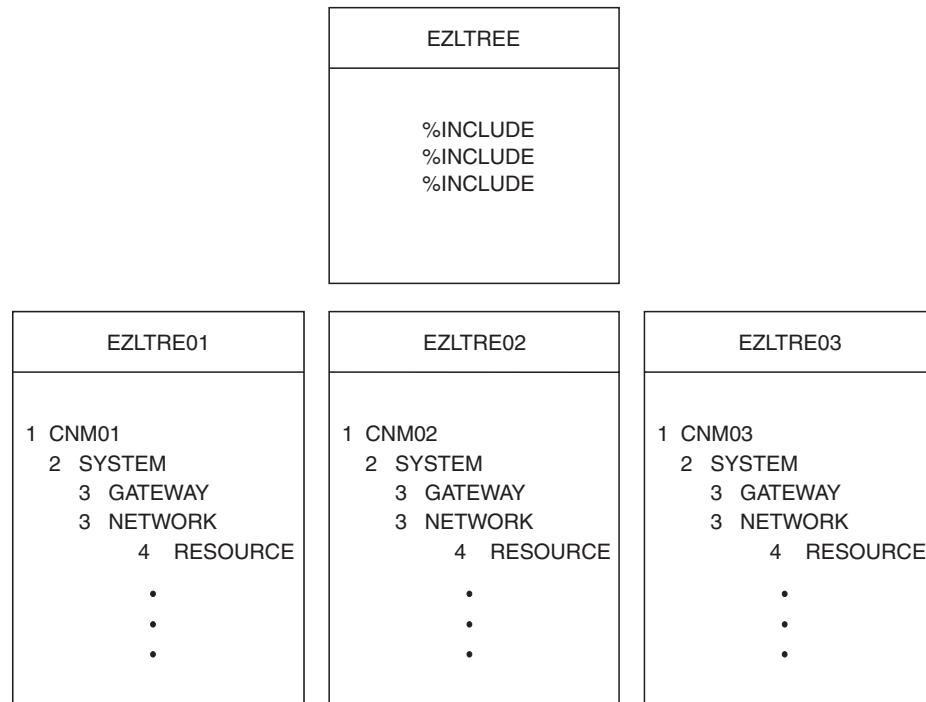 EZLTREE
%INCLUDE
%INCLUDE
%INCLUDE
EZLTRE01
1 CNM01
2 SYSTEM
3 GATEWAY
3 NETWORK
4 RESOURCE
•
•
•
EZLTRE02
1 CNM02
2 SYSTEM
3 GATEWAY
3 NETWORK
4 RESOURCE
•
•
•
EZLTRE03
1 CNM03
2 SYSTEM
3 GATEWAY
3 NETWORK
4 RESOURCE
•
•
•